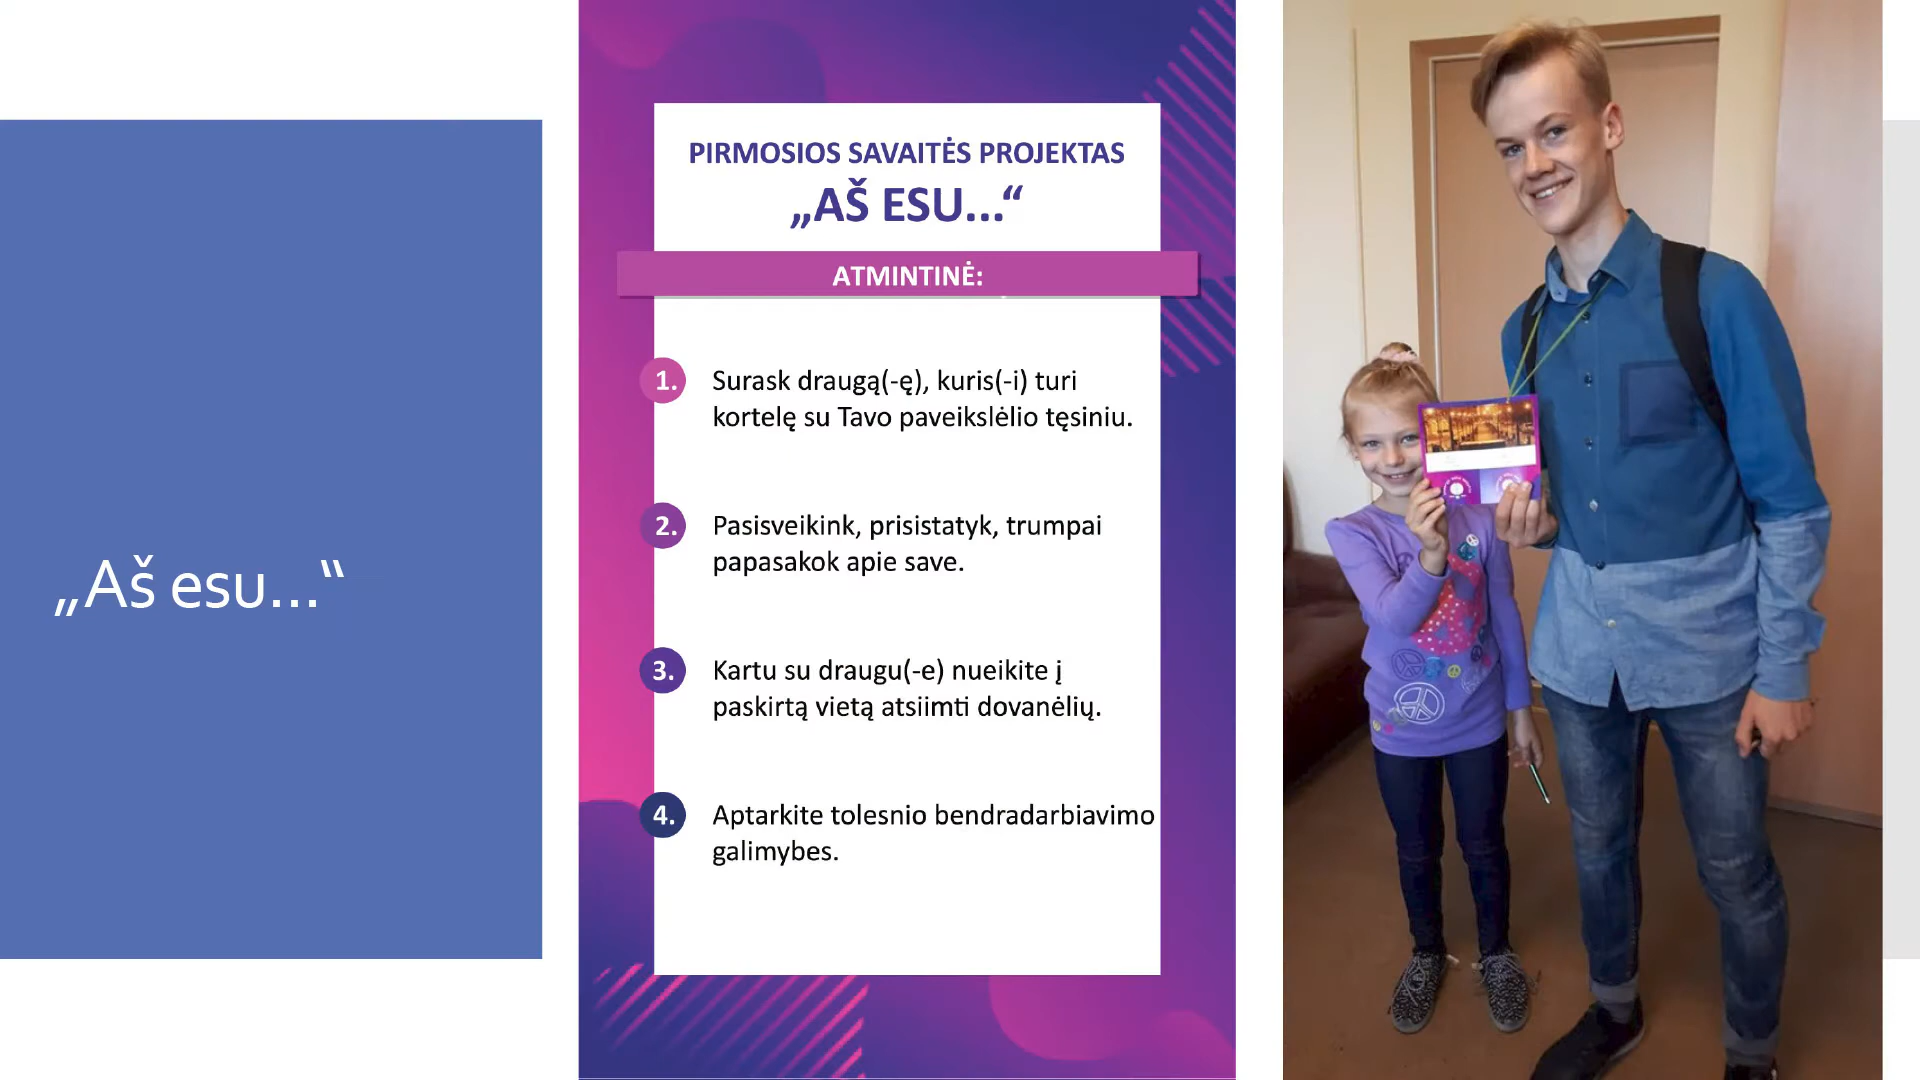 „Aš esu...“
PIRMOSIOS SAVAITĖS PROJEKTAS
„AŠ ESU...“
ATMINTINĖ:
1. Surask draugą(-ę), kuris(-i) turi
kortelę su Tavo paveikslėlio tęsiniu.
2. Pasisveikink, prisistatyk, trumpai
papasakok apie save.
3. Kartu su draugu(-e) nueikite į
paskirtą vietą atsiimti dovanėlių.
4. Aptarkite tolesnio bendradarbiavimo
galimybes.